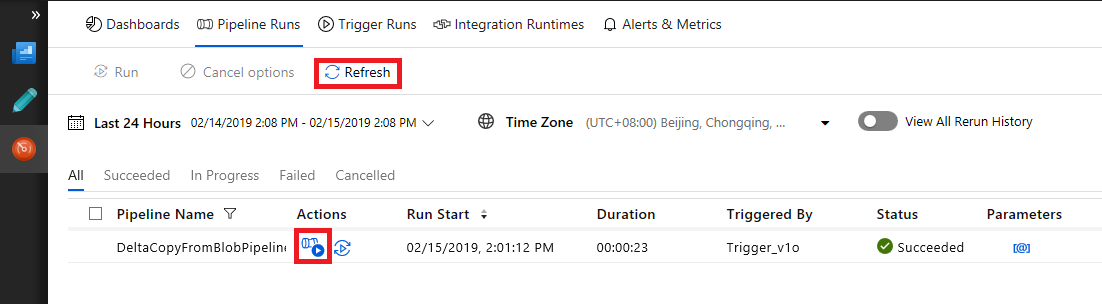 »
Dashboards Pipeline Runs Trigger Runs Integration Runtimes Alerts & Metrics
Run Cancel options Refresh
Last 24 Hours 02/14/2019 2:08 PM - 02/15/2019 2:08 PM Time Zone (UTC+08:00) Beijing, Chongqing, ... View All Rerun History
All Succeeded In Progress Failed Cancelled
Pipeline Name Actions Run Start Duration Triggered By Status Parameters
DeltaCopyFromBlobPipeline 02/15/2019, 2:01:12 PM 00:00:23 Trigger_v1o Succeeded [@]